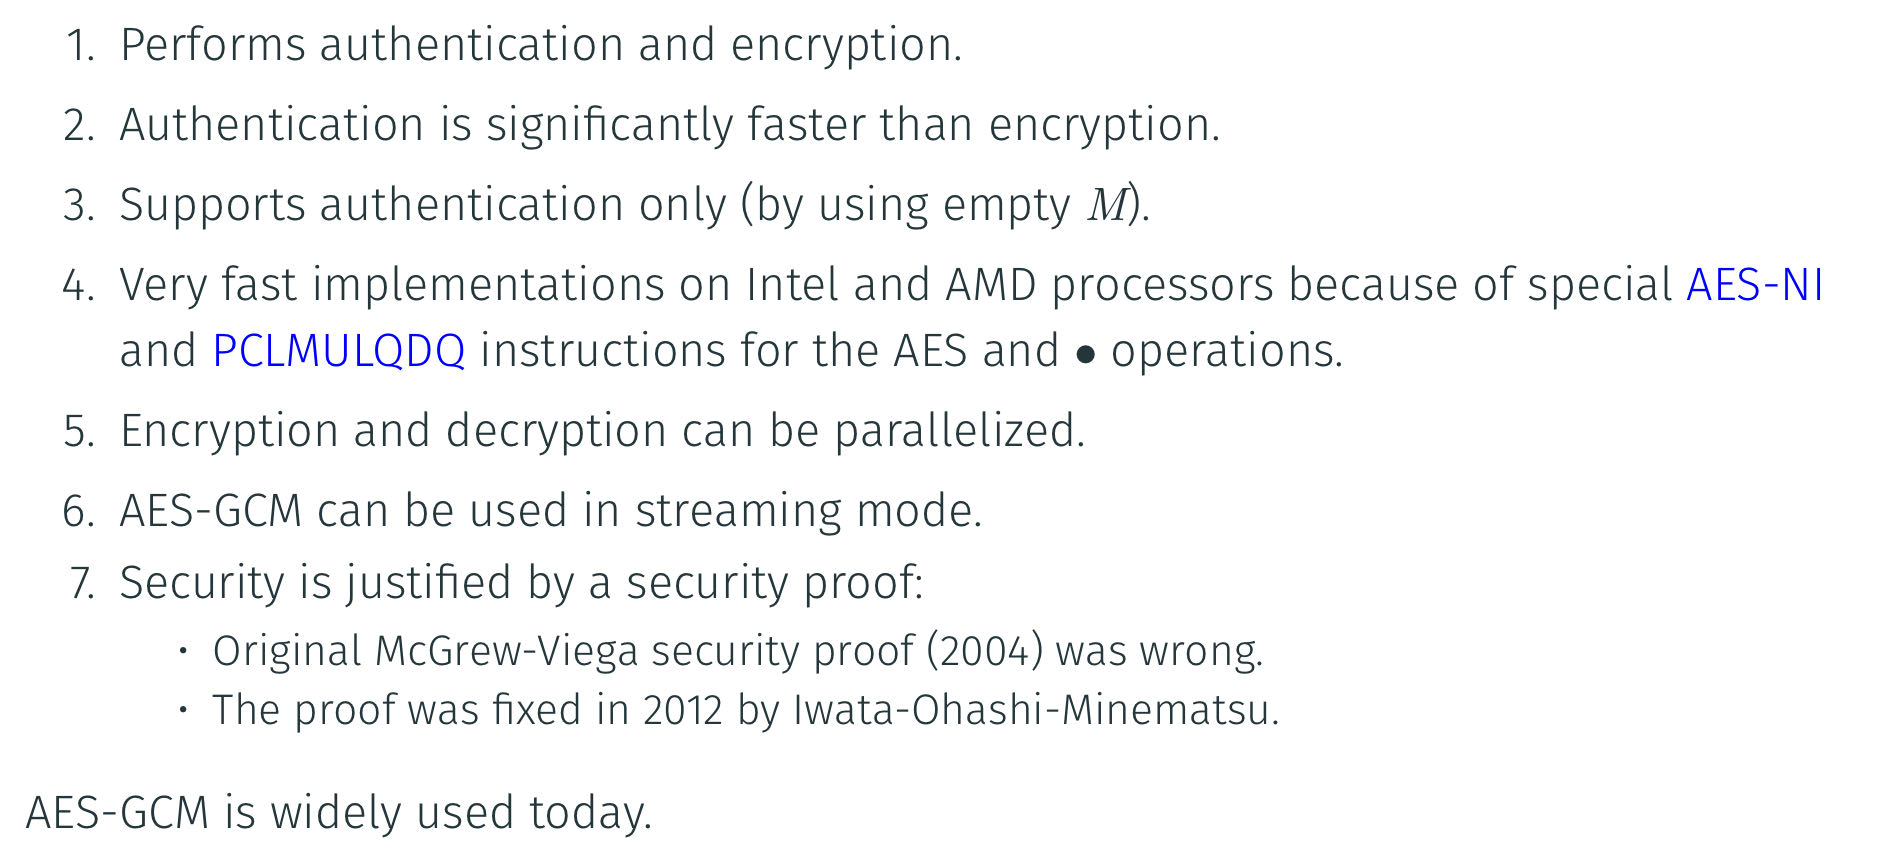 1. Performs authentication and encryption.
2. Authentication is significantly faster than encryption.
3. Supports authentication only (by using empty M).
4. Very fast implementations on Intel and AMD processors because of special AES-NI
and PCLMULQDQ instructions for the AES and • operations.
5. Encryption and decryption can be parallelized.
6. AES-GCM can be used in streaming mode.
7. Security is justified by a security proof:
· Original McGrew-Viega security proof (2004) was wrong.
· The proof was fixed in 2012 by Iwata-Ohashi-Minematsu.
AES-GCM is widely used today.